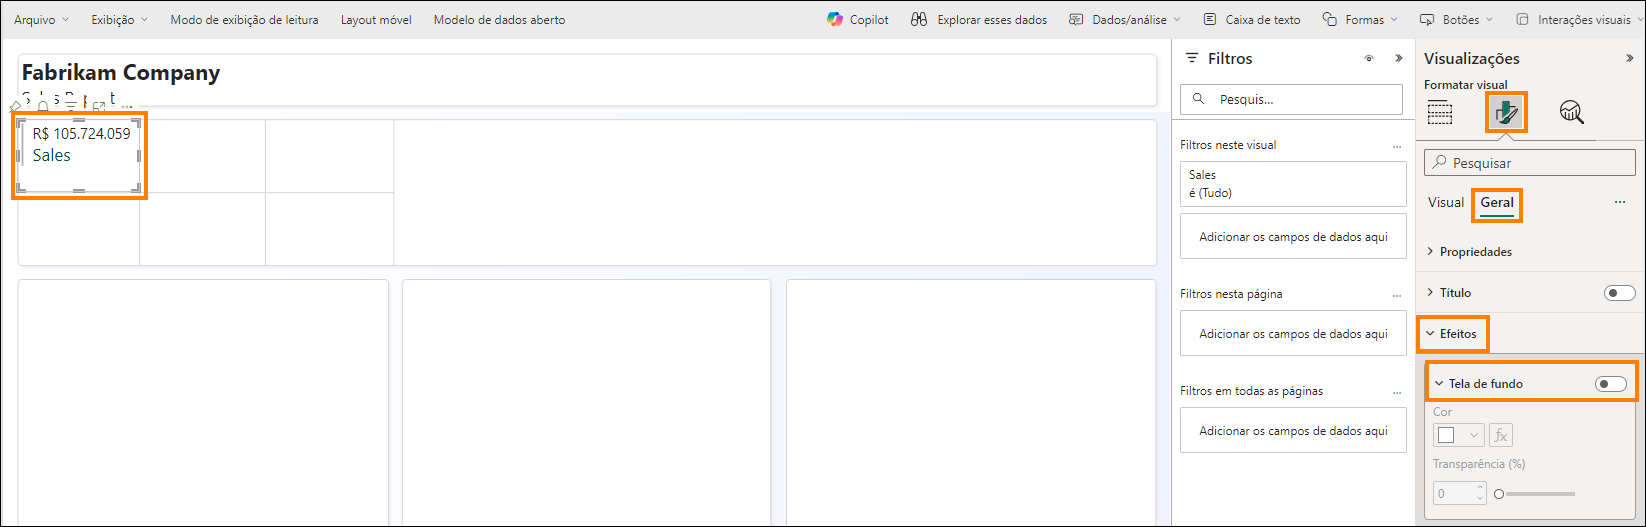 Arquivo Exibição Modo de exibição de leitura Layout móvel Modelo de dados aberto Copilot Explorar esses dados Dados/análise Caixa de texto Formas Botões Interações visuais
Fabrikam Company
R$ 105.724.059
Sales
Filtros
Pesquis...
Filtros neste visual
Sales
é (Tudo)
Adicionar os campos de dados aqui
Filtros nesta página
Adicionar os campos de dados aqui
Filtros em todas as páginas
Adicionar os campos de dados aqui
Visualizações
Formatar visual
Pesquisar
Visual Geral
Propriedades
Título
Efeitos
Tela de fundo
Cor
fx
Transparência (%)
0